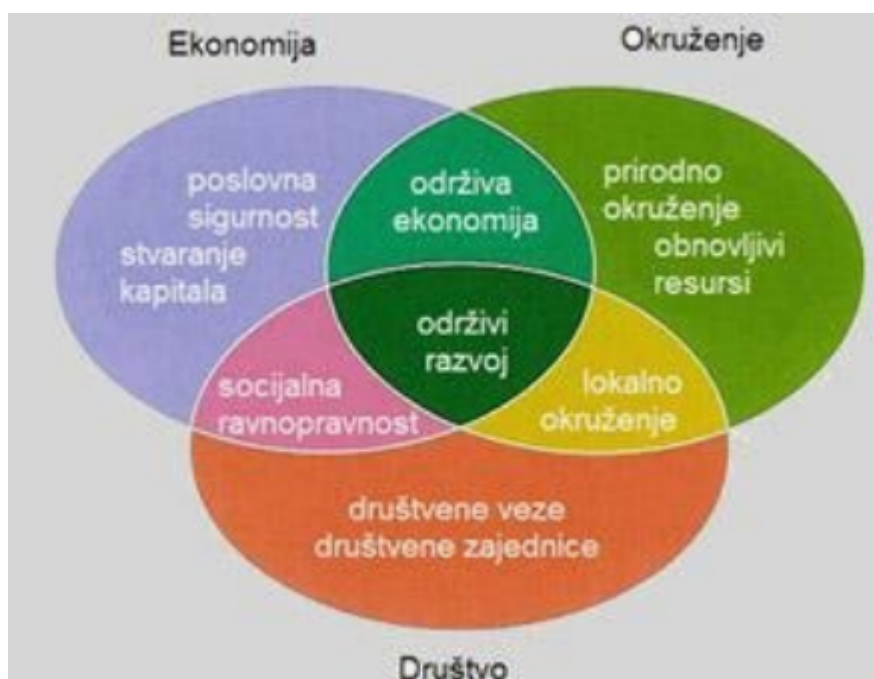 Ekonomija
Okruženje
poslovna
sigurnost
stvaranje
kapitala
održiva
ekonomija
prirodno
okruženje
obnovljivi
resursi
održivi
razvoj
socijalna
ravnopravnost
lokalno
okruženje
društvene veze
društvene zajednice
Društvo